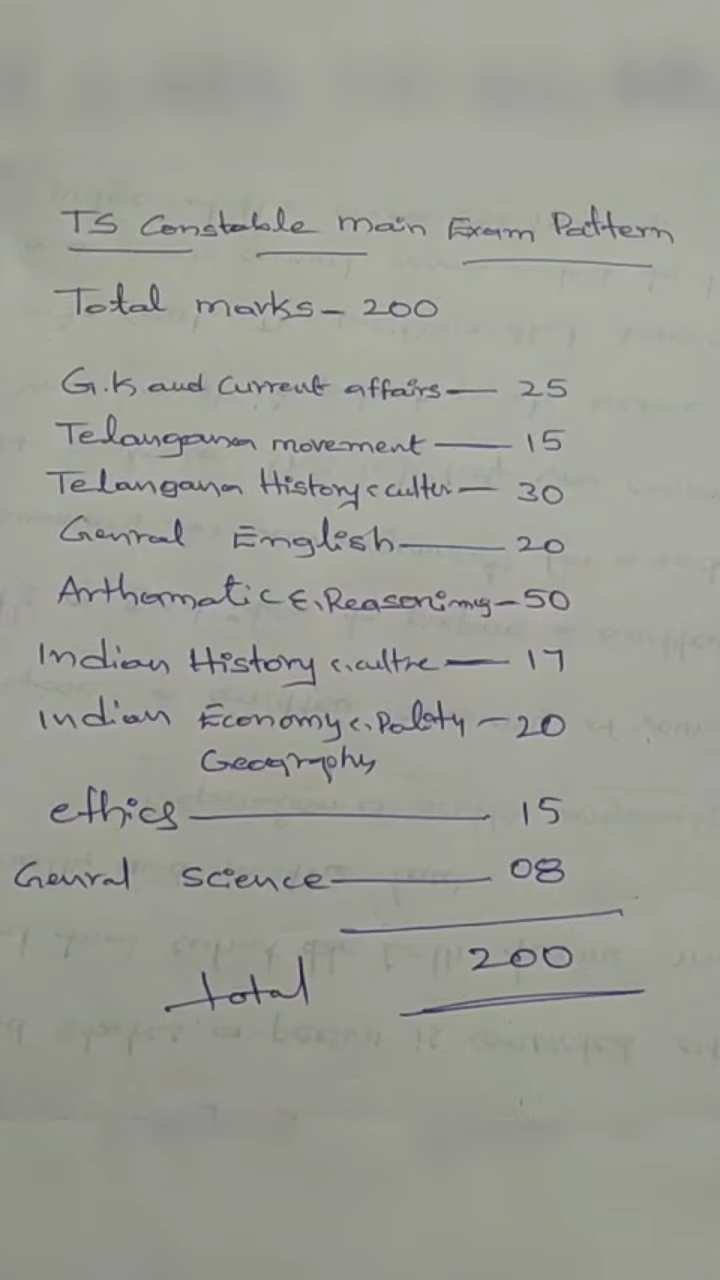 TS Constable main Exam Pattern
Total marks - 200
G.K and Current affairs — 25
Telangana movement — 15
Telangana History & cultur — 30
Genral English — 20
Arthamatic & Reasoning - 50
Indian History & cultre — 17
Indian Economy & Polity - 20
Geography
ethics — 15
Genral Science — 08
total 200